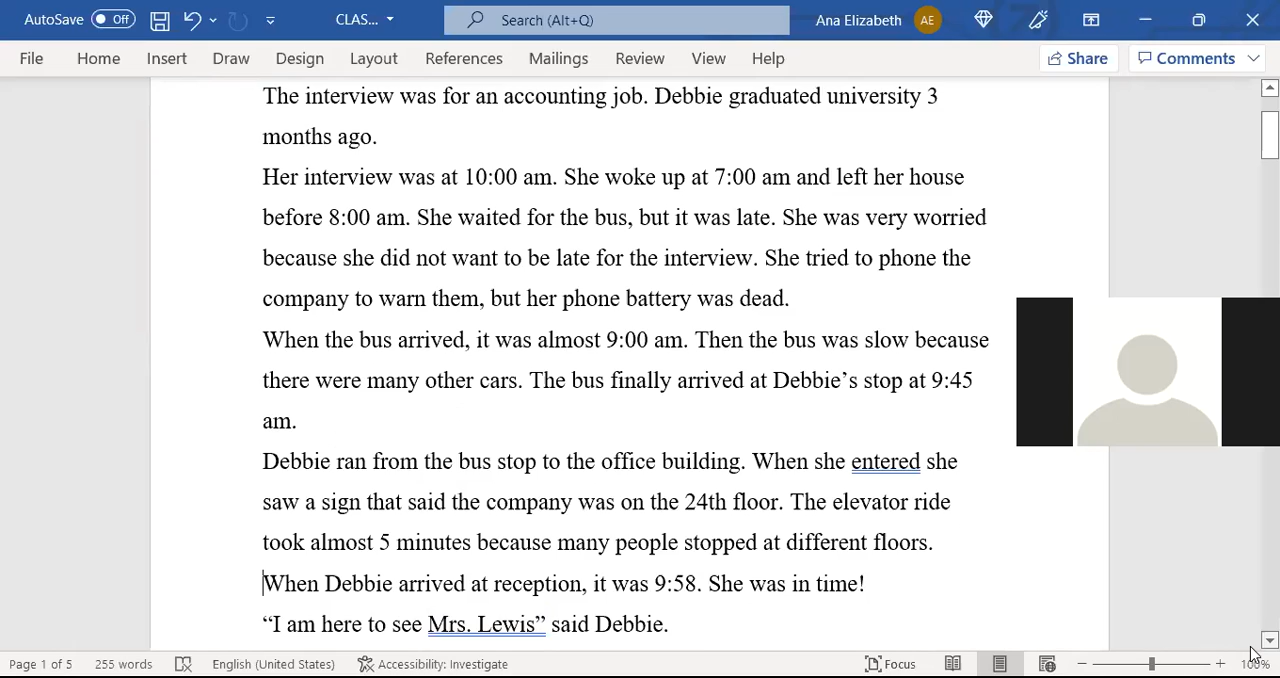 AutoSave Off CLAS... Search (Alt+Q) Ana Elizabeth AE
File Home Insert Draw Design Layout References Mailings Review View Help Share Comments
The interview was for an accounting job. Debbie graduated university 3
months ago.
Her interview was at 10:00 am. She woke up at 7:00 am and left her house
before 8:00 am. She waited for the bus, but it was late. She was very worried
because she did not want to be late for the interview. She tried to phone the
company to warn them, but her phone battery was dead.
When the bus arrived, it was almost 9:00 am. Then the bus was slow because
there were many other cars. The bus finally arrived at Debbie’s stop at 9:45
am.
Debbie ran from the bus stop to the office building. When she entered she
saw a sign that said the company was on the 24th floor. The elevator ride
took almost 5 minutes because many people stopped at different floors.
When Debbie arrived at reception, it was 9:58. She was in time!
“I am here to see Mrs. Lewis” said Debbie.
Page 1 of 5 255 words English (United States) Accessibility: Investigate Focus 100%